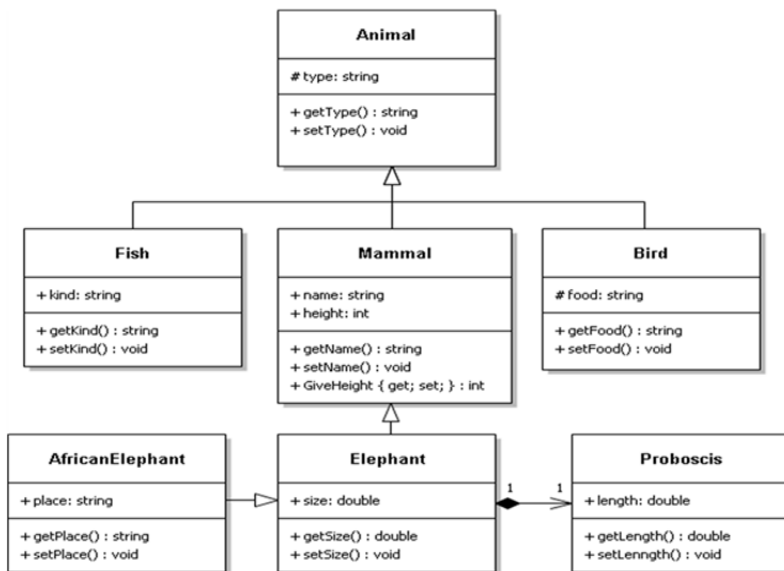 Animal
# type: string
+ getType() : string
+ setType() : void
Fish
+ kind: string
+ getKind() : string
+ setKind() : void
Mammal
+ name: string
+ height: int
+ getName() : string
+ setName() : void
+ GiveHeight { get; set; } : int
Bird
# food: string
+ getFood() : string
+ setFood() : void
AfricanElephant
+ place: string
+ getPlace() : string
+ setPlace() : void
Elephant
+ size: double
+ getSize() : double
+ setSize() : void
1 1
Proboscis
+ length: double
+ getLength() : double
+ setLenngth() : void